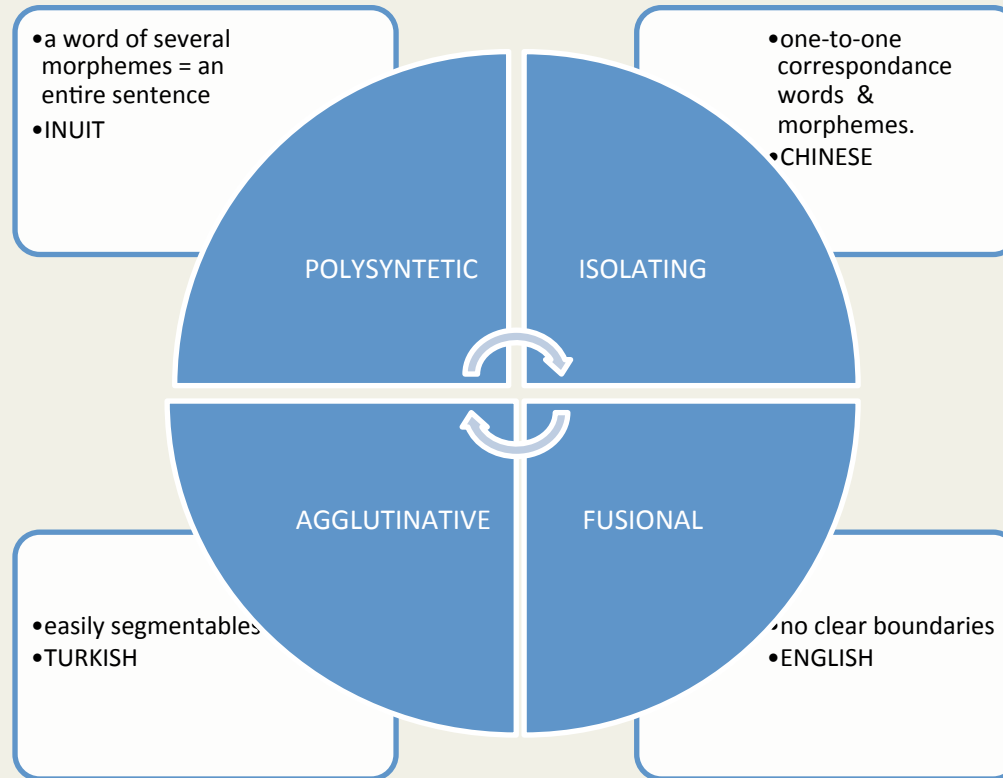 •a word of several
morphemes = an
entire sentence
•INUIT
•one-to-one
correspondance
words &
morphemes.
•CHINESE
POLYSYNTETIC
ISOLATING
AGGLUTINATIVE
FUSIONAL
•easily segmentables
•TURKISH
•no clear boundaries
•ENGLISH